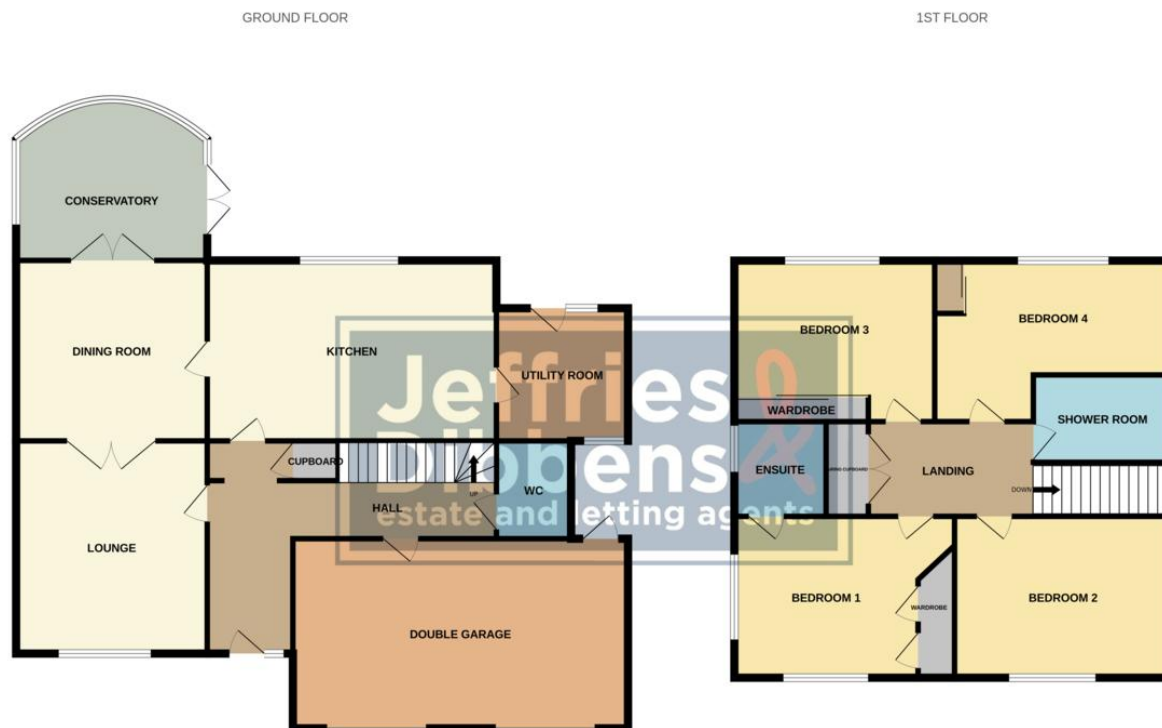 GROUND FLOOR
1ST FLOOR
CONSERVATORY
DINING ROOM
KITCHEN
UTILITY ROOM
CUPBOARD
UP
WC
HALL
LOUNGE
DOUBLE GARAGE
BEDROOM 3
BEDROOM 4
WARDROBE
SHOWER ROOM
ENSUITE
CUPBOARD
LANDING
DOWN
BEDROOM 1
WARDROBE
BEDROOM 2
Jeffries
Dibbens
estate and letting agents